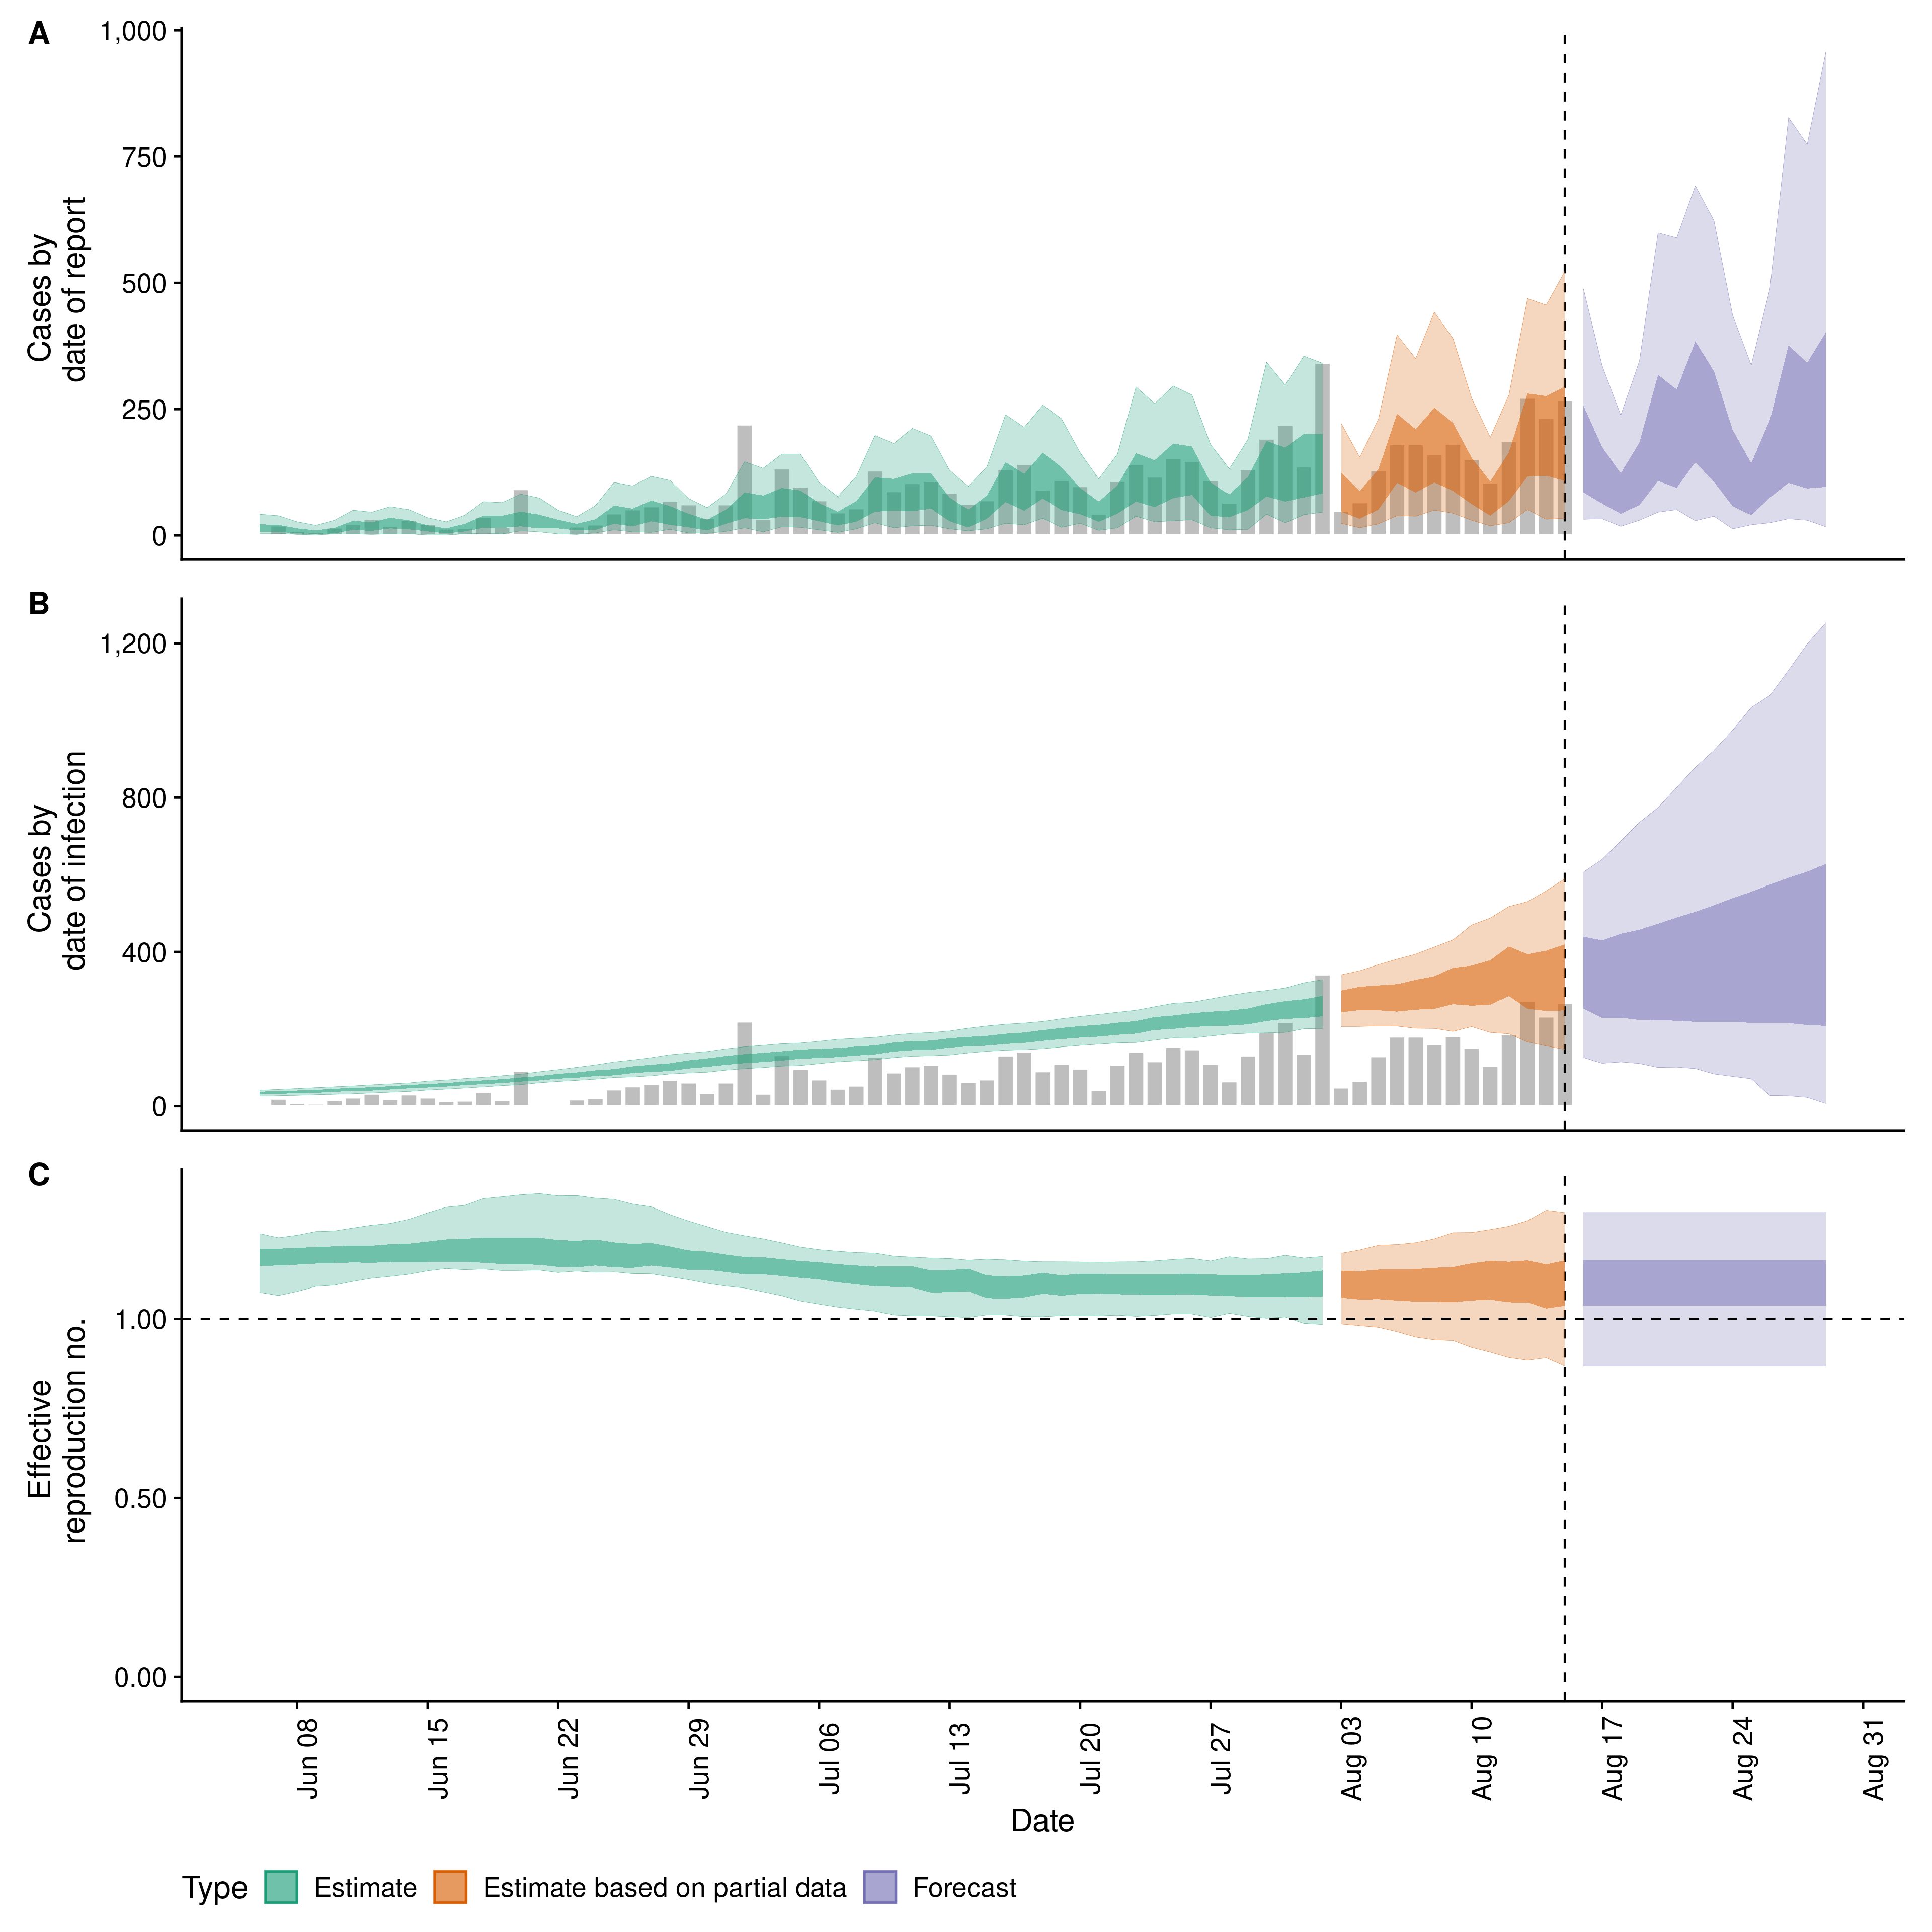 A
1,000
750
500
250
0
Cases by
date of report
B
1,200
800
400
0
Cases by
date of infection
C
1.00
0.50
0.00
Effective
reproduction no.
Jun 08
Jun 15
Jun 22
Jun 29
Jul 06
Jul 13
Jul 20
Jul 27
Aug 03
Aug 10
Aug 17
Aug 24
Aug 31
Date
Type Estimate Estimate based on partial data Forecast